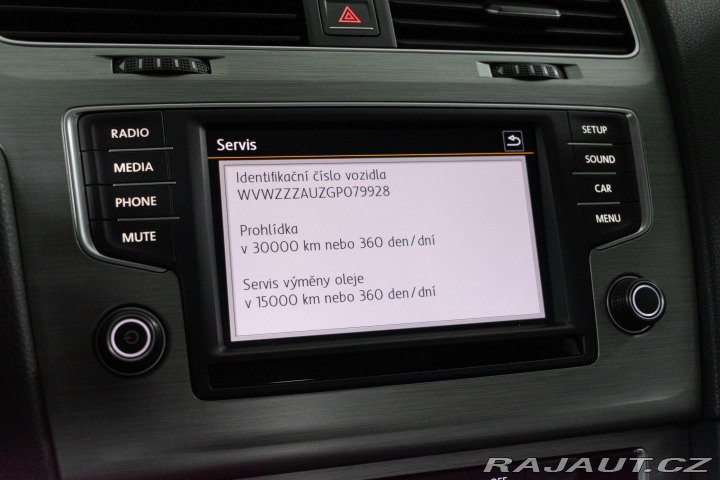 RADIO
MEDIA
PHONE
MUTE
Servis
Identifikační číslo vozidla
WVWZZZAUZGP079928
Prohlídka
v 30000 km nebo 360 den/dní
Servis výměny oleje
v 15000 km nebo 360 den/dní
SETUP
SOUND
CAR
MENU
OFF
RAJAUT.CZ